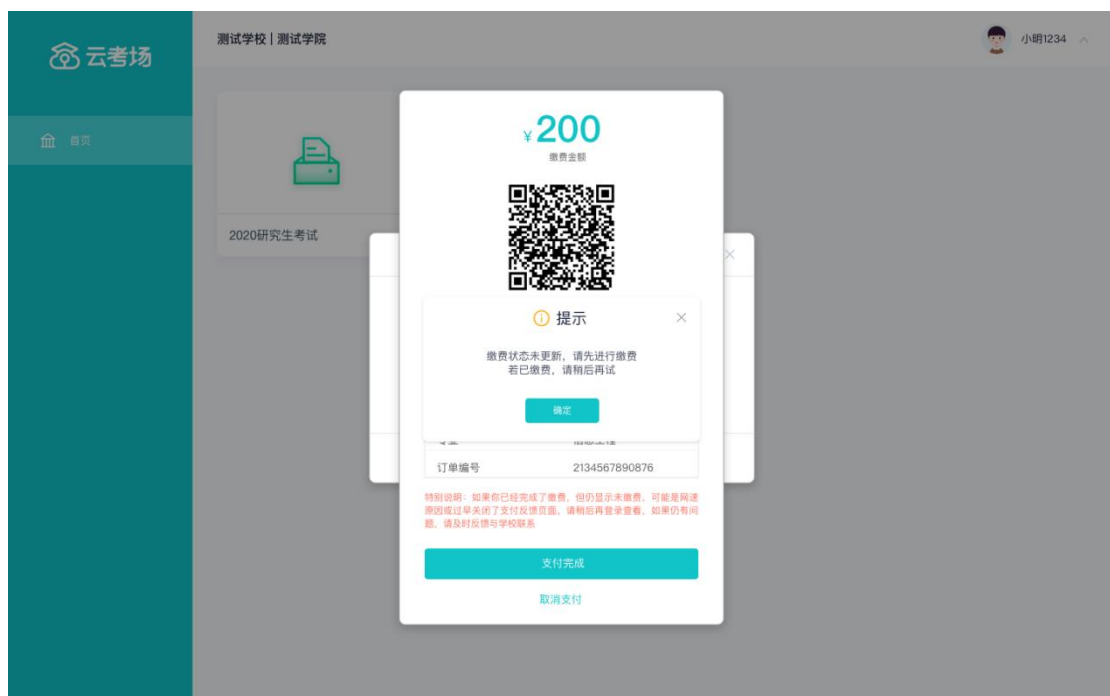 云考场
测试学校 | 测试学院
小明1234
首页
2020研究生考试
¥200
缴费金额
提示
缴费状态未更新，请先进行缴费
若已缴费，请稍后再试
确定
订单编号 2134567890876
特别说明：如果你已经完成了缴费，但仍显示未缴费，可能是网速
原因或过早关闭了支付反馈页面，请稍后再登录查看，如果仍有问
题，请及时反馈与学校联系
支付完成
取消支付